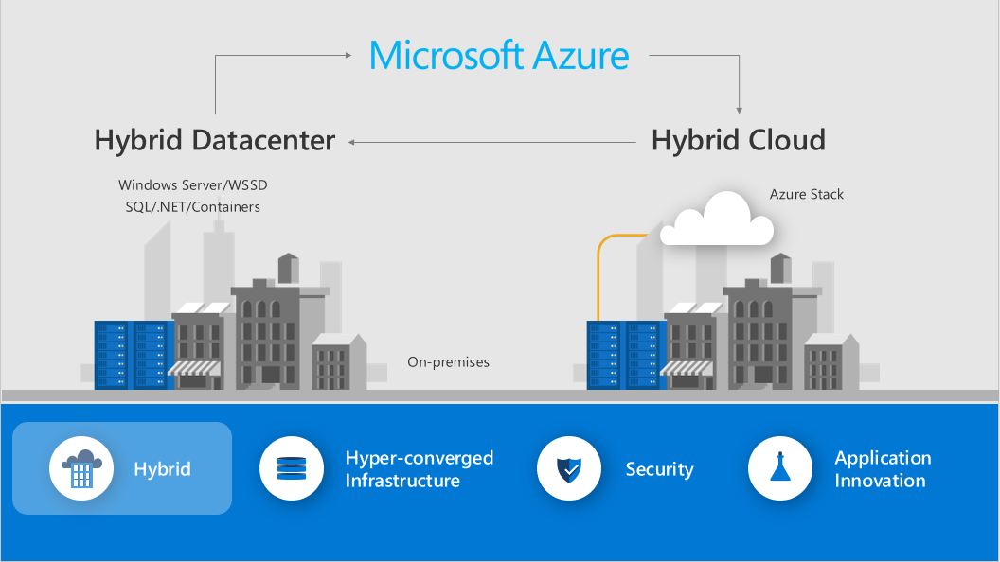 Microsoft Azure
Hybrid Datacenter
Hybrid Cloud
Windows Server/WSSD
SQL/.NET/Containers
Azure Stack
On-premises
Hybrid
Hyper-converged
Infrastructure
Security
Application
Innovation